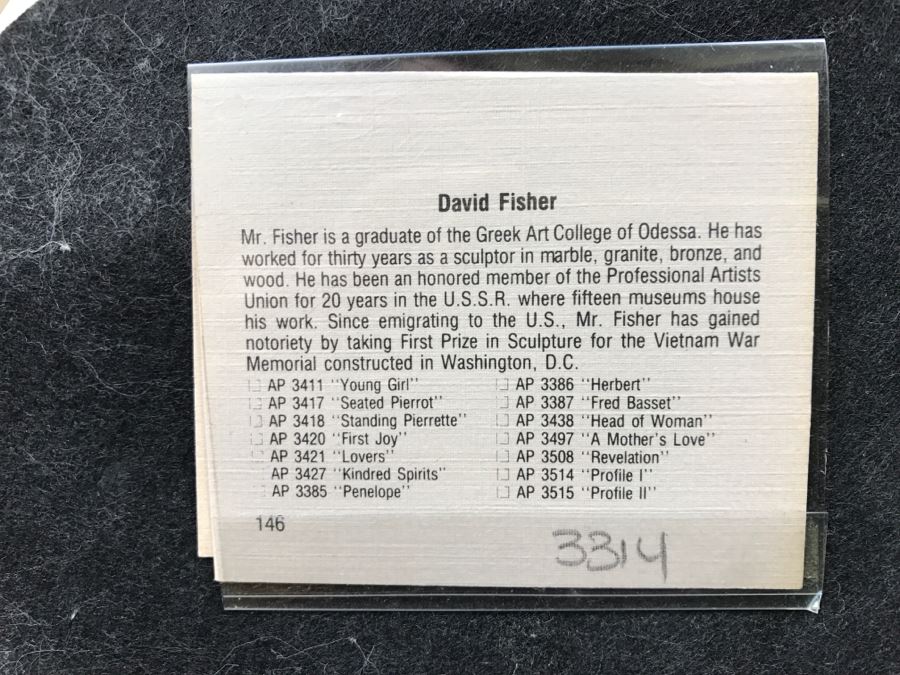 David Fisher
Mr. Fisher is a graduate of the Greek Art College of Odessa. He has
worked for thirty years as a sculptor in marble, granite, bronze, and
wood. He has been an honored member of the Professional Artists
Union for 20 years in the U.S.S.R. where fifteen museums house
his work. Since emigrating to the U.S., Mr. Fisher has gained
notoriety by taking First Prize in Sculpture for the Vietnam War
Memorial constructed in Washington, D.C.
AP 3411 "Young Girl"
AP 3417 "Seated Pierrot"
AP 3418 "Standing Pierrette"
AP 3420 "First Joy"
AP 3421 "Lovers"
AP 3427 "Kindred Spirits"
AP 3385 "Penelope"
AP 3386 "Herbert"
AP 3387 "Fred Basset"
AP 3438 "Head of Woman"
AP 3497 "A Mother's Love"
AP 3508 "Revelation"
AP 3514 "Profile I"
AP 3515 "Profile II"
146
3314